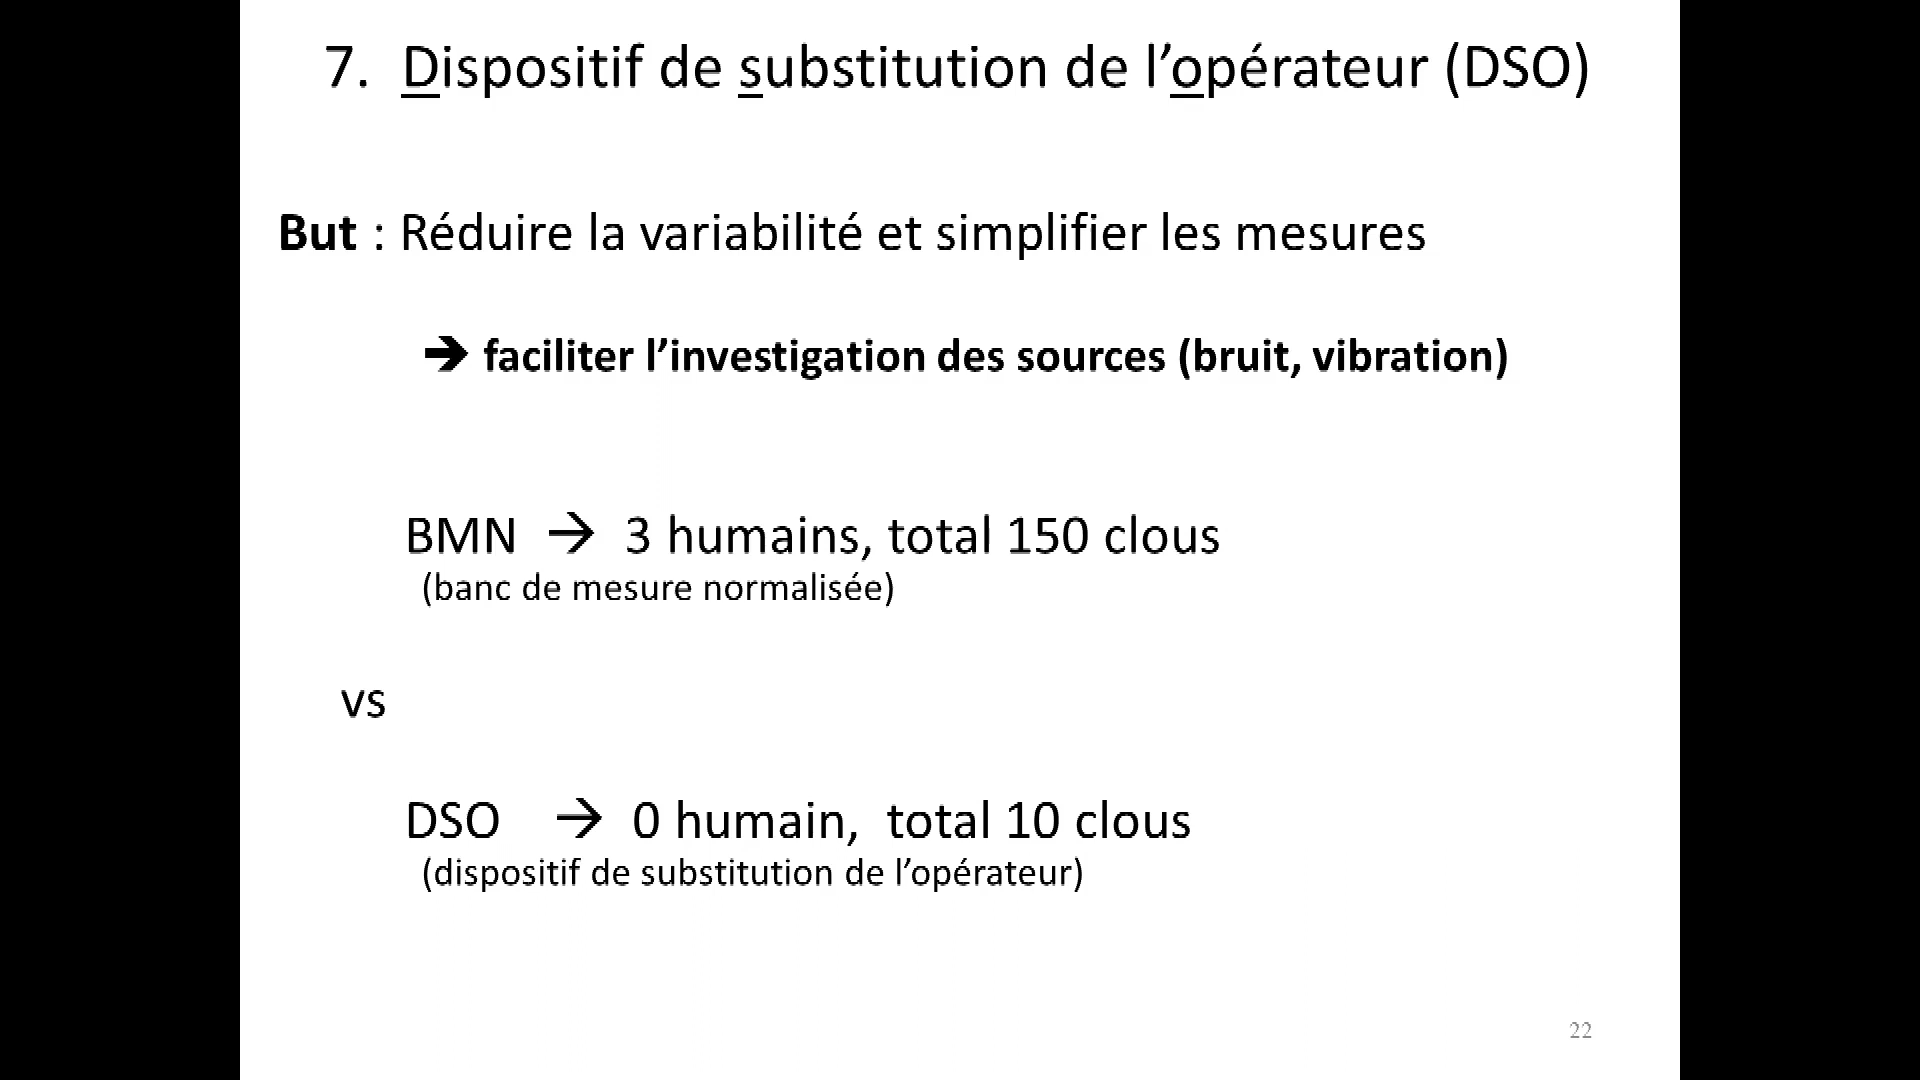 7. Dispositif de substitution de l’opérateur (DSO)
But : Réduire la variabilité et simplifier les mesures
➔ faciliter l’investigation des sources (bruit, vibration)
BMN → 3 humains, total 150 clous
(banc de mesure normalisée)
vs
DSO → 0 humain, total 10 clous
(dispositif de substitution de l’opérateur)
22